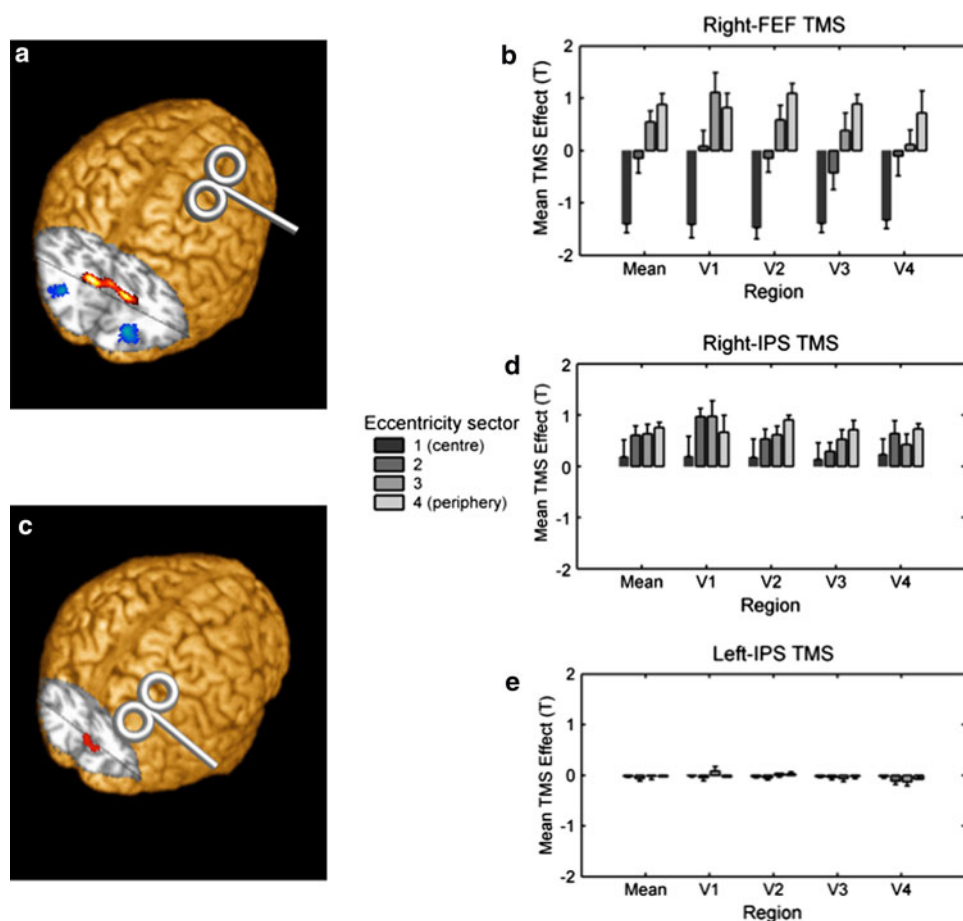 a
b
Right-FEF TMS
Mean TMS Effect (T)
2
1
0
-1
-2
Mean V1 V2 V3 V4
Region
d
Right-IPS TMS
Mean TMS Effect (T)
2
1
0
-1
-2
Mean V1 V2 V3 V4
Region
Eccentricity sector
1 (centre)
2
3
4 (periphery)
c
e
Left-IPS TMS
Mean TMS Effect (T)
2
1
0
-1
-2
Mean V1 V2 V3 V4
Region